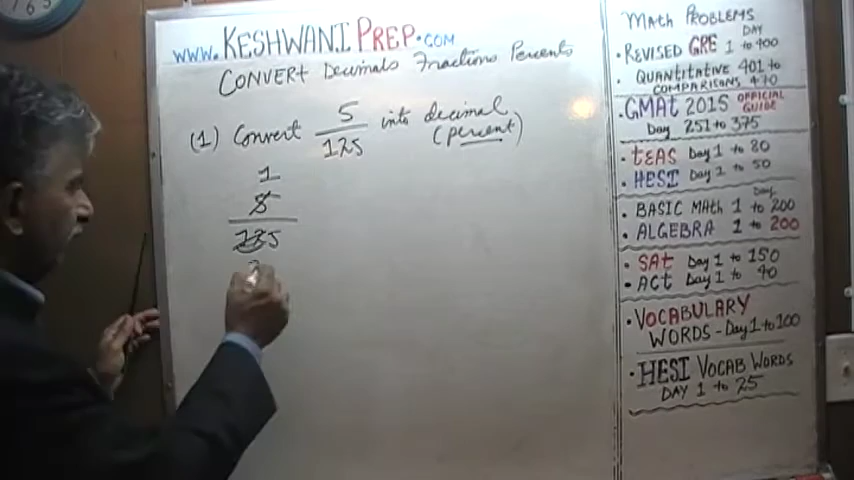 www.KESHWANI PREP.COM
CONVERT Decimals Fractions Percents
(1) Convert 5/125 into decimal
(percent)
1
5
125
MATH PROBLEMS
• REVISED GRE DAY 1 to 400
• QUANTITATIVE 401 to
COMPARISONS 470
• GMAT 2015 OFFICIAL GUIDE
Day 251 to 375
• TEAS Day 1 to 80
• HESI Day 1 to 50
Day
• BASIC MATH 1 to 200
• ALGEBRA 1 to 200
• SAT Day 1 to 150
• ACT Day 1 to 40
• VOCABULARY
WORDS - Day 1 to 100
• HESI VOCAB WORDS
DAY 1 to 25